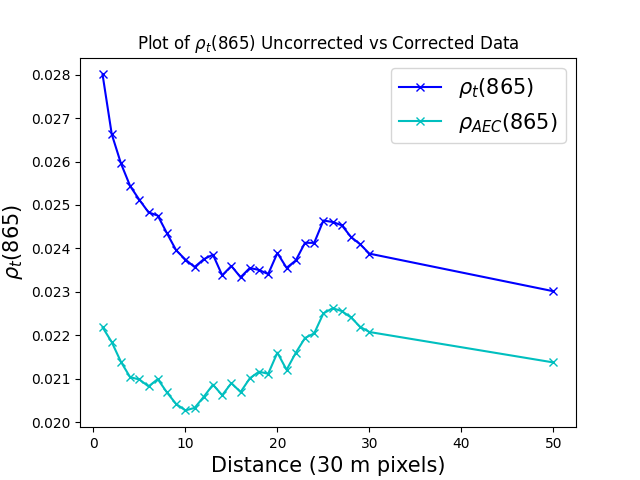 Plot of ρt(865) Uncorrected vs Corrected Data
ρt(865)
ρAEC(865)
0.028
0.027
0.026
0.025
0.024
0.023
0.022
0.021
0.020
ρt(865)
0 10 20 30 40 50
Distance (30 m pixels)